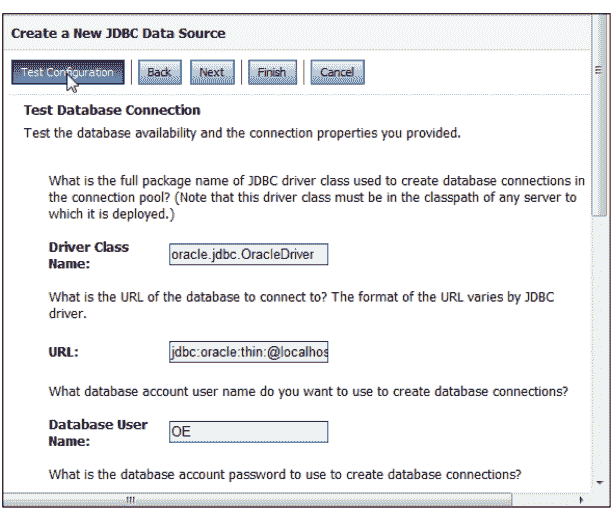 Create a New JDBC Data Source
Test Configuration Back Next Finish Cancel
Test Database Connection
Test the database availability and the connection properties you provided.
What is the full package name of JDBC driver class used to create database connections in
the connection pool? (Note that this driver class must be in the classpath of any server to
which it is deployed.)
Driver Class
Name:
oracle.jdbc.OracleDriver
What is the URL of the database to connect to? The format of the URL varies by JDBC
driver.
URL:
jdbc:oracle:thin:@localhos
What database account user name do you want to use to create database connections?
Database User
Name:
OE
What is the database account password to use to create database connections?